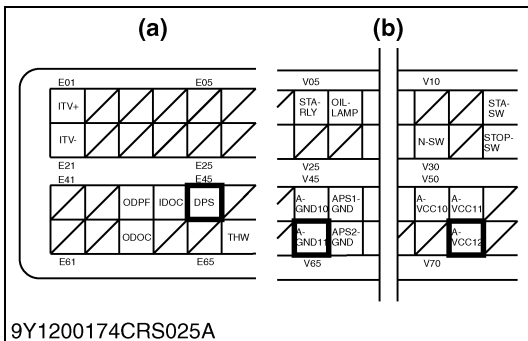 (a) (b)
E01 E05 V05 V10
ITV+ STA-RLY OIL-LAMP STA-SW
ITV- N-SW STOP-SW
E21 E25 V25 V30
E41 E45 V45 V50
ODPF IDOC DPS A-GND10 APS1-GND A-VCC10 A-VCC11
ODOC THW A-GND11 APS2-GND A-VCC12
E61 E65 V65 V70
9Y1200174CRS025A